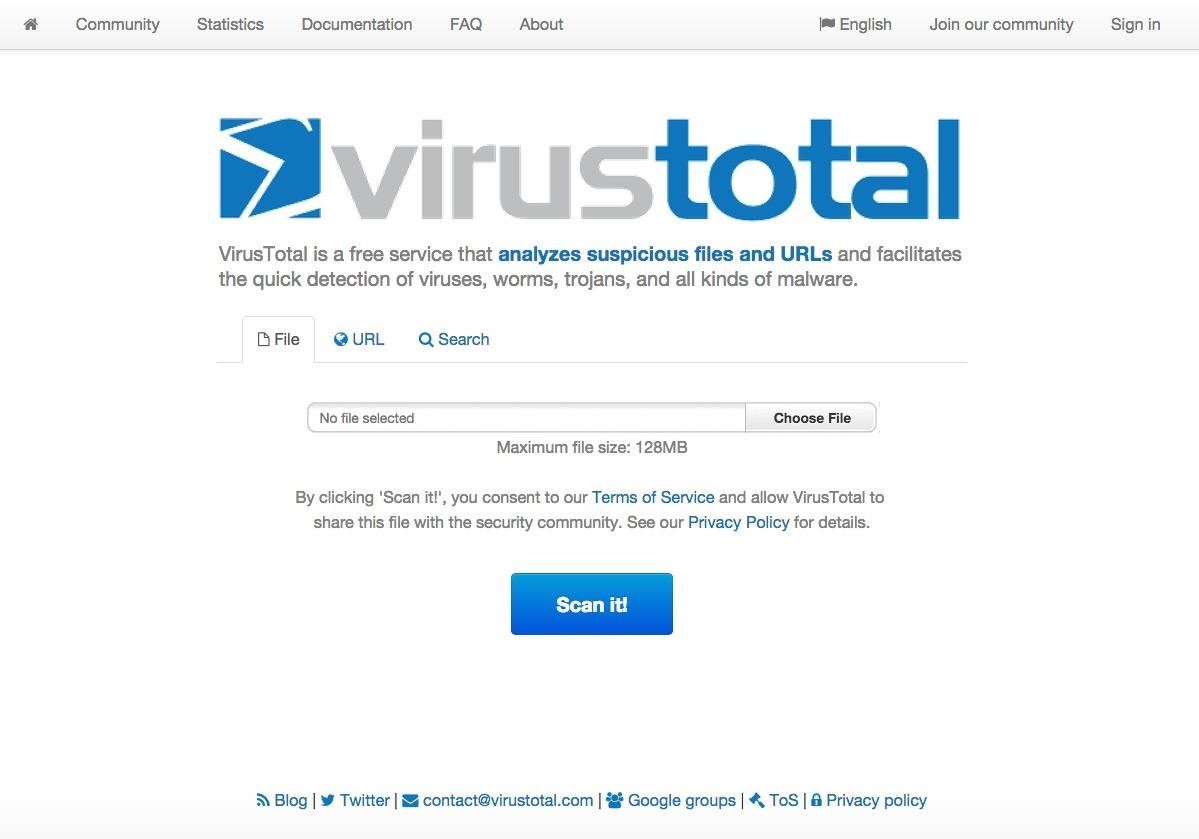 Community Statistics Documentation FAQ About English Join our community Sign in
virustotal
VirusTotal is a free service that analyzes suspicious files and URLs and facilitates
the quick detection of viruses, worms, trojans, and all kinds of malware.
File URL Search
No file selected Choose File
Maximum file size: 128MB
By clicking 'Scan it!', you consent to our Terms of Service and allow VirusTotal to
share this file with the security community. See our Privacy Policy for details.
Scan it!
Blog | Twitter | contact@virustotal.com | Google groups | ToS | Privacy policy